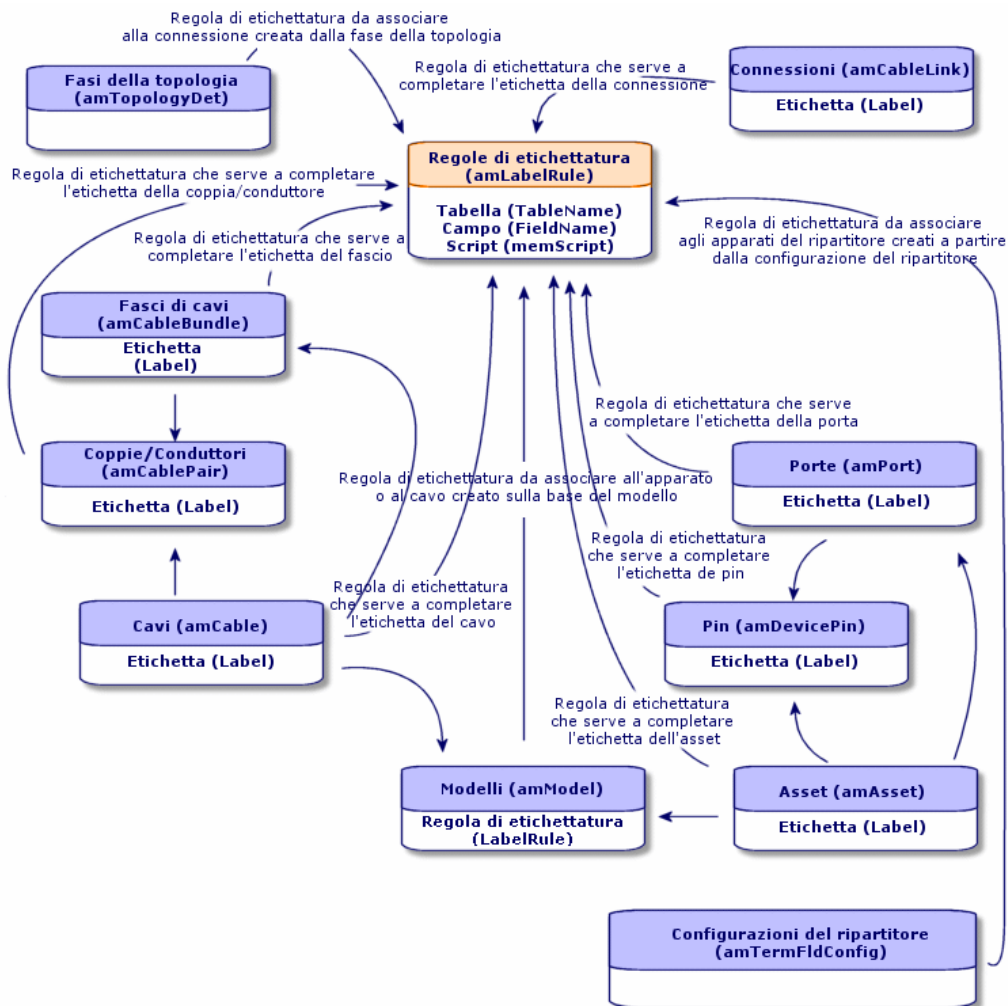 Regola di etichettatura da associare
alla connessione creata dalla fase della topologia
Fasi della topologia
(amTopologyDet)
Regola di etichettatura che serve a
completare l'etichetta della connessione
Connessioni (amCableLink)
Etichetta (Label)
Regole di etichettatura
(amLabelRule)
Tabella (TableName)
Campo (FieldName)
Script (memScript)
Regola di etichettatura che serve a completare
l'etichetta della coppia/conduttore
Regola di etichettatura che serve a
completare l'etichetta del fascio
Regola di etichettatura da associare
agli apparati del ripartitore creati a partire
dalla configurazione del ripartitore
Fasci di cavi
(amCableBundle)
Etichetta
(Label)
Regola di etichettatura che serve
a completare l'etichetta della porta
Coppie/Conduttori
(amCablePair)
Etichetta (Label)
Regola di etichettatura da associare all'apparato
o al cavo creato sulla base del modello
Porte (amPort)
Etichetta (Label)
Regola di etichettatura
che serve a completare
l'etichetta de pin
Regola di etichettatura
che serve a completare
l'etichetta del cavo
Cavi (amCable)
Etichetta (Label)
Pin (amDevicePin)
Etichetta (Label)
Regola di etichettatura
che serve a completare
l'etichetta dell'asset
Modelli (amModel)
Regola di etichettatura
(LabelRule)
Asset (amAsset)
Etichetta (Label)
Configurazioni del ripartitore
(amTermFldConfig)